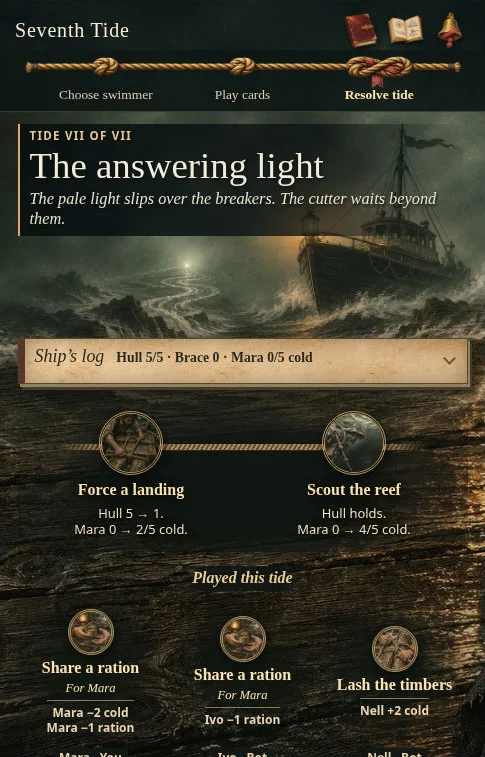 Seventh Tide
Choose swimmer
Play cards
Resolve tide
TIDE VII OF VII
The answering light
The pale light slips over the breakers. The cutter waits beyond
them.
Ship's log Hull 5/5 · Brace 0 · Mara 0/5 cold
Force a landing
Hull 5 → 1.
Mara 0 → 2/5 cold.
Scout the reef
Hull holds.
Mara 0 → 4/5 cold.
Played this tide
Share a ration
For Mara
Mara −2 cold
Mara −1 ration
Share a ration
For Mara
Ivo −1 ration
Lash the timbers
Nell +2 cold